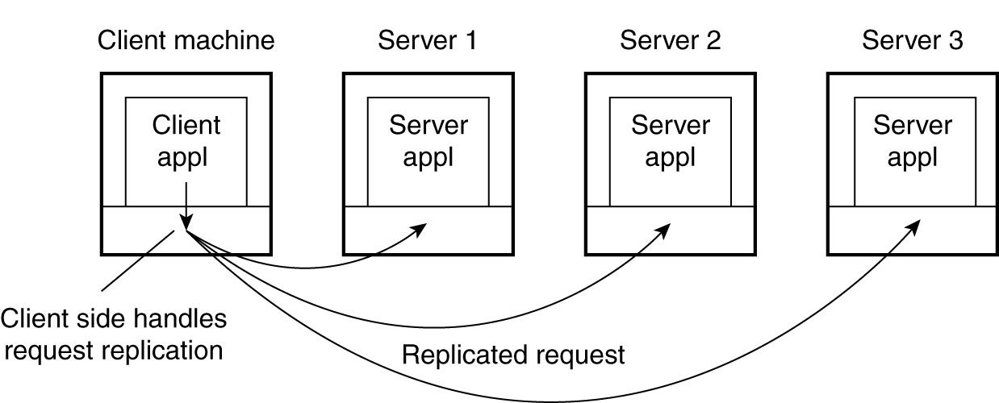 Client machine
Server 1
Server 2
Server 3
Client
appl
Server
appl
Server
appl
Server
appl
Client side handles
request replication
Replicated request